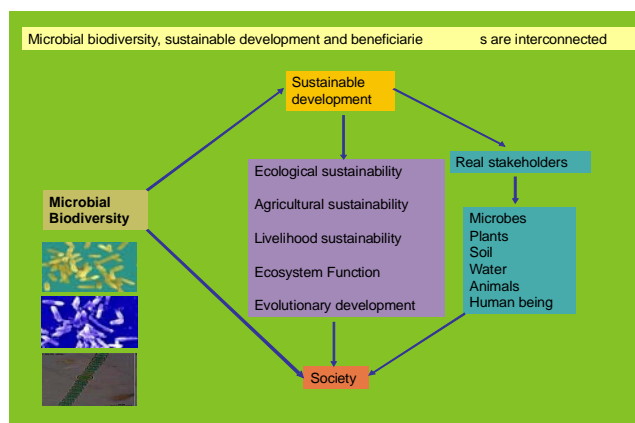 Microbial biodiversity, sustainable development and beneficiarie s are interconnected
Sustainable
development
Ecological sustainability
Agricultural sustainability
Livelihood sustainability
Ecosystem Function
Evolutionary development
Real stakeholders
Microbial
Biodiversity
Microbes
Plants
Soil
Water
Animals
Human being
Society